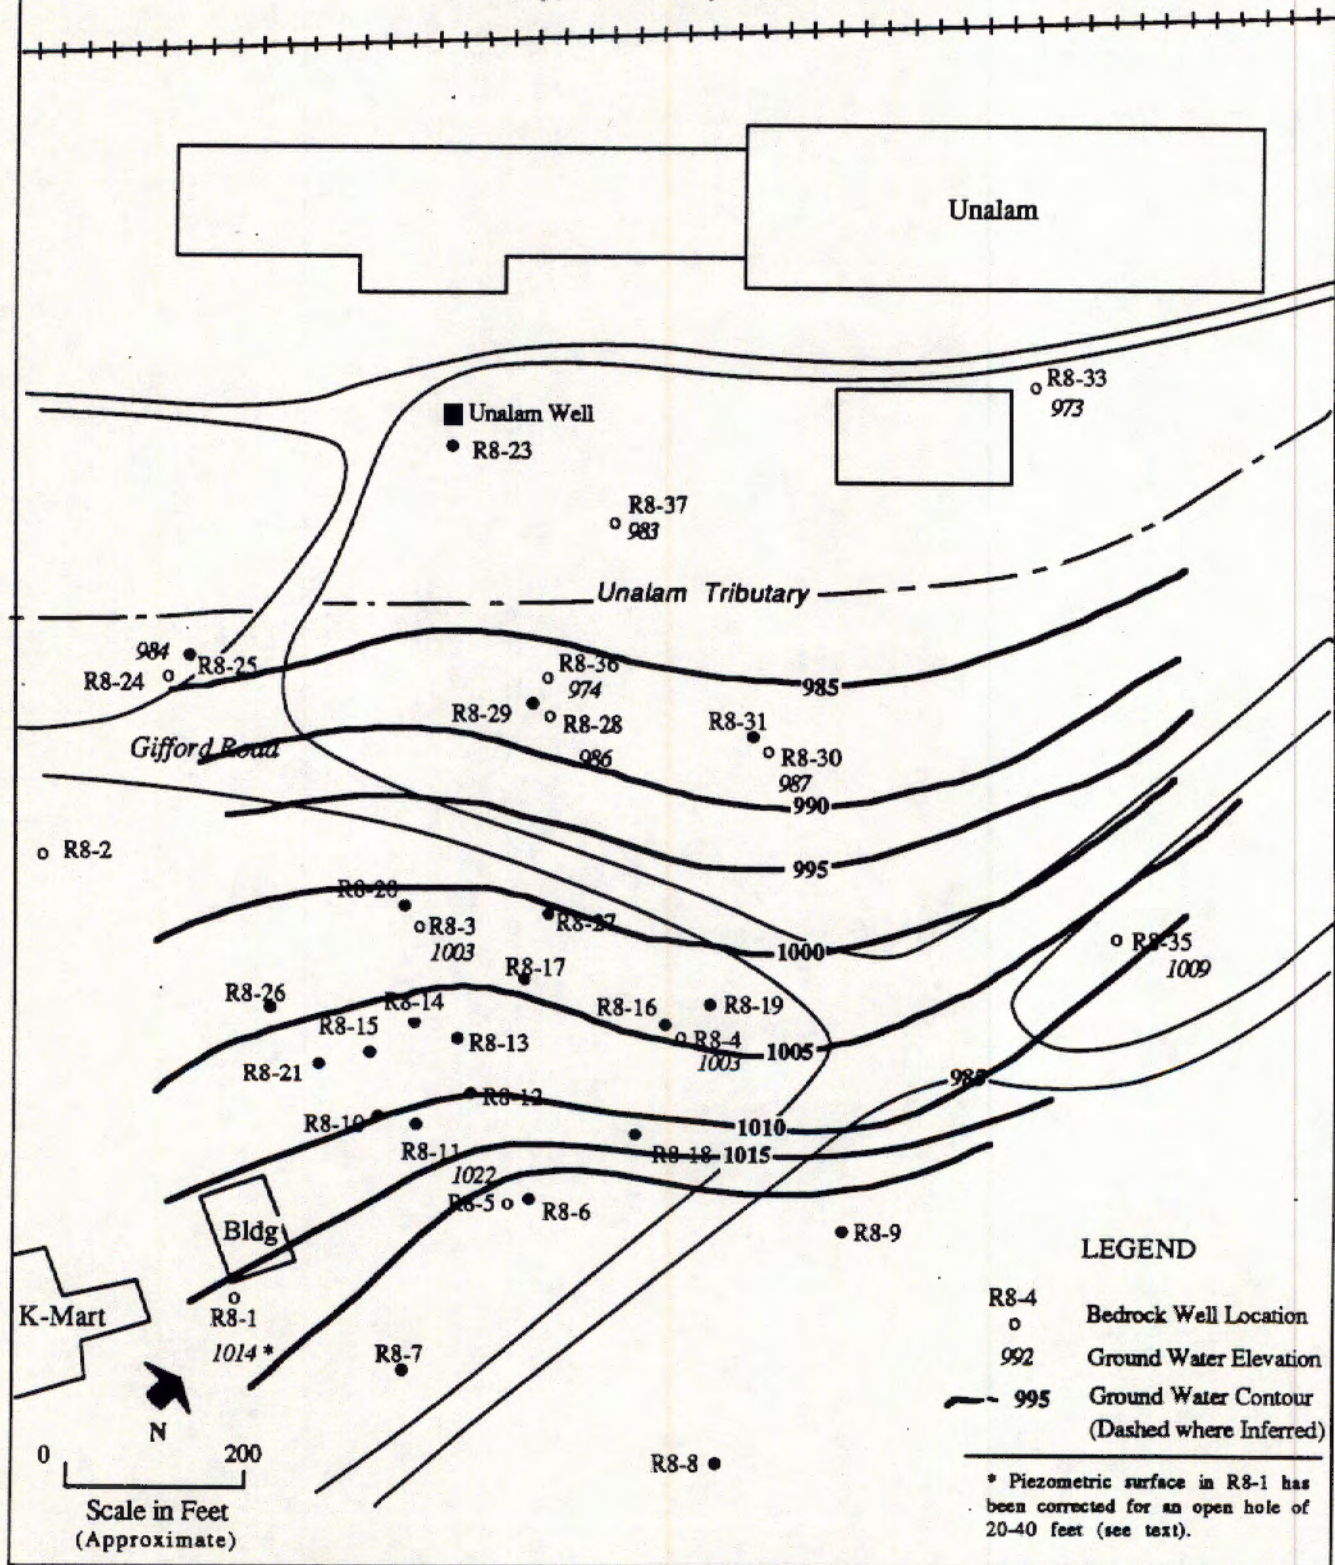 Unalam
R8-33
973
Unalam Well
R8-23
R8-37
983
Unalam Tributary
984
R8-25
R8-24
R8-36
974
985
R8-29
R8-28
986
R8-31
R8-30
987
Gifford Road
990
R8-2
995
R8-20
R8-3
1003
R8-27
1000
R8-35
1009
R8-17
R8-26
R8-14
R8-15
R8-16
R8-19
R8-13
R8-4
1003
1005
R8-21
985
R8-12
R8-10
1010
R8-11
R8-18
1015
1022
R8-5
R8-6
Bldg
R8-9
K-Mart
R8-1
1014 *
R8-7
N
0 200
Scale in Feet
(Approximate)
R8-8
LEGEND
R8-4
Bedrock Well Location
992 Ground Water Elevation
995 Ground Water Contour
(Dashed where Inferred)
* Piezometric surface in R8-1 has
been corrected for an open hole of
20-40 feet (see text).